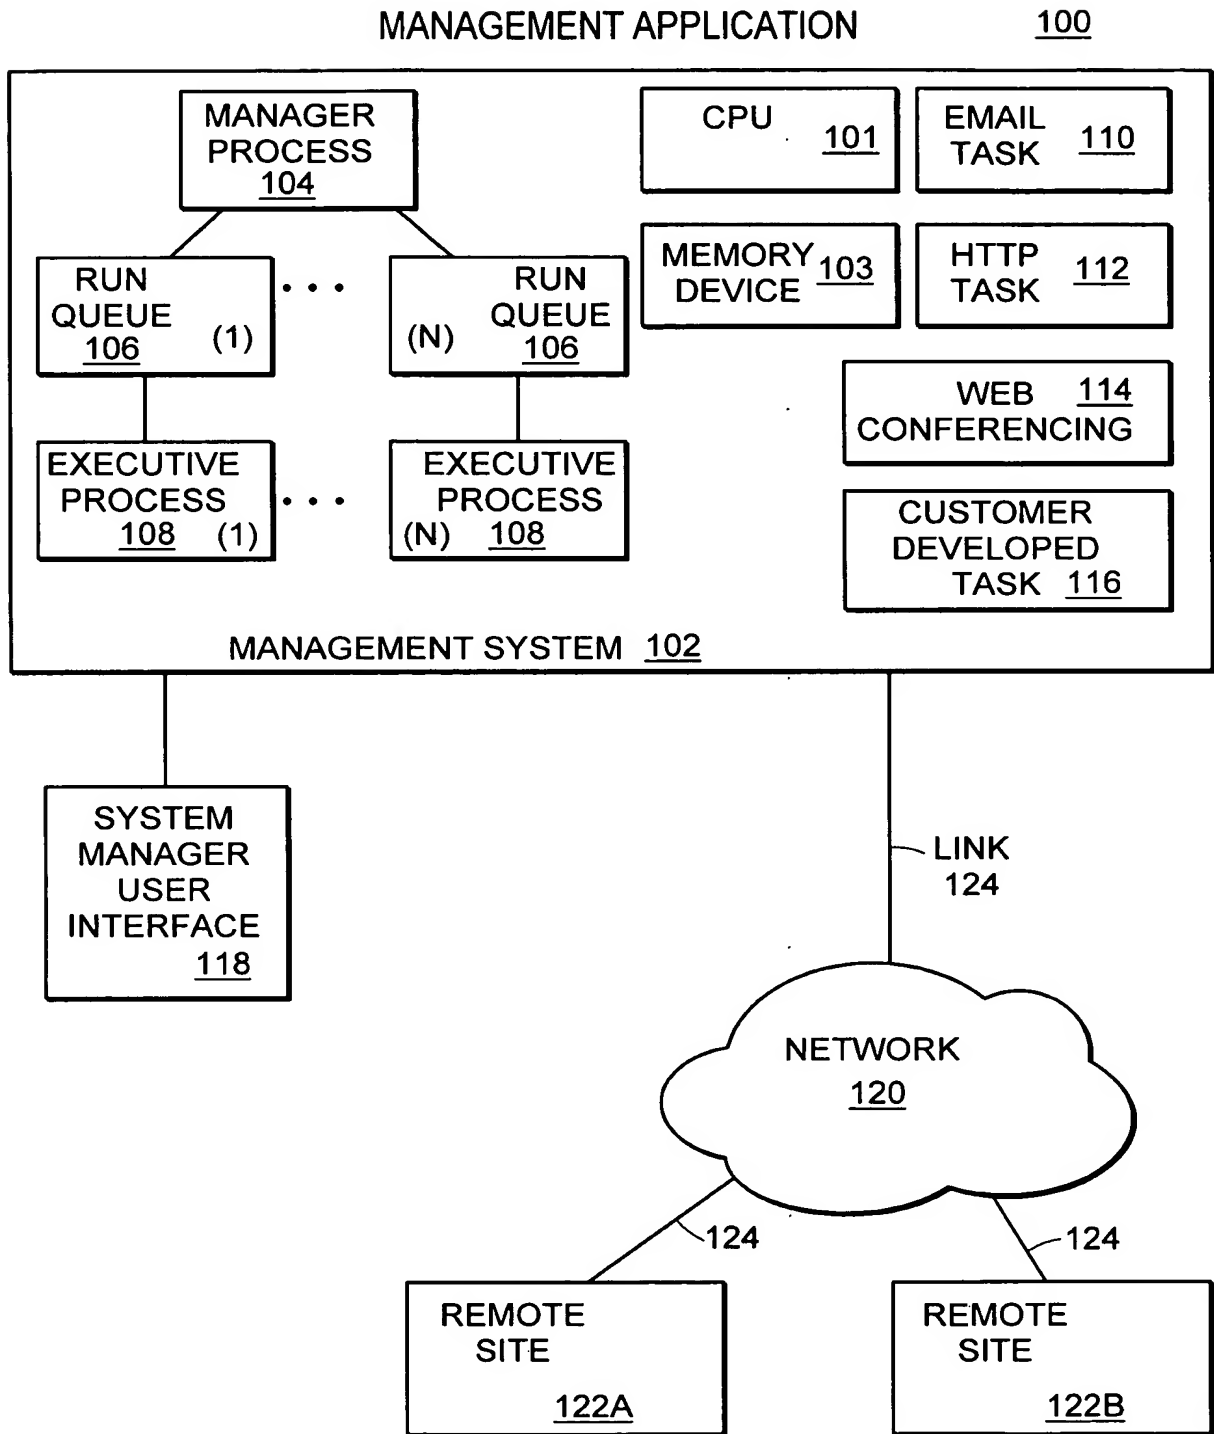 MANAGEMENT APPLICATION 100
MANAGER
PROCESS
104
RUN
QUEUE
106 (1)
• • •
RUN
QUEUE
(N) 106
EXECUTIVE
PROCESS
108 (1)
• • •
EXECUTIVE
PROCESS
(N) 108
CPU 101
EMAIL
TASK 110
MEMORY
DEVICE 103
HTTP
TASK 112
WEB 114
CONFERENCING
CUSTOMER
DEVELOPED
TASK 116
MANAGEMENT SYSTEM 102
SYSTEM
MANAGER
USER
INTERFACE
118
LINK
124
NETWORK
120
124
124
REMOTE
SITE
122A
REMOTE
SITE
122B